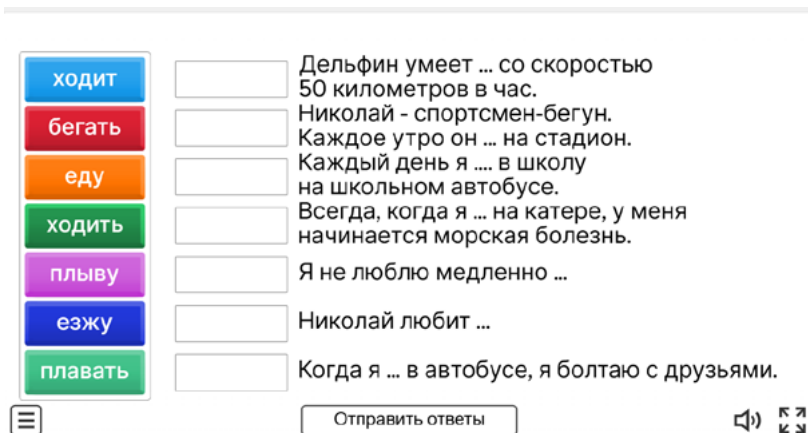 ходит
Дельфин умеет ... со скоростью
50 километров в час.
бегать
Николай - спортсмен-бегун.
Каждое утро он ... на стадион.
еду
Каждый день я .... в школу
на школьном автобусе.
ходить
Всегда, когда я ... на катере, у меня
начинается морская болезнь.
плыву
Я не люблю медленно ...
езжу
Николай любит ...
плавать
Когда я ... в автобусе, я болтаю с друзьями.
Отправить ответы